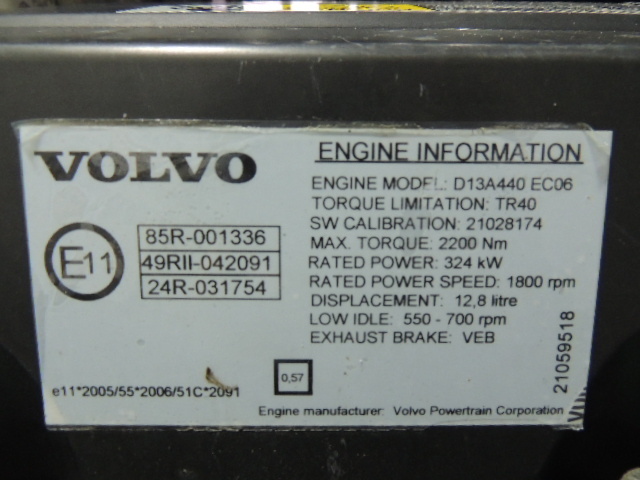 VOLVO
ENGINE INFORMATION
ENGINE MODEL: D13A440 EC06
TORQUE LIMITATION: TR40
SW CALIBRATION: 21028174
MAX. TORQUE: 2200 Nm
RATED POWER: 324 kW
RATED POWER SPEED: 1800 rpm
DISPLACEMENT: 12,8 litre
LOW IDLE: 550 - 700 rpm
EXHAUST BRAKE: VEB
E11
85R-001336
49RII-042091
24R-031754
0,57
e11*2005/55*2006/51C*2091
Engine manufacturer: Volvo Powertrain Corporation
21059518